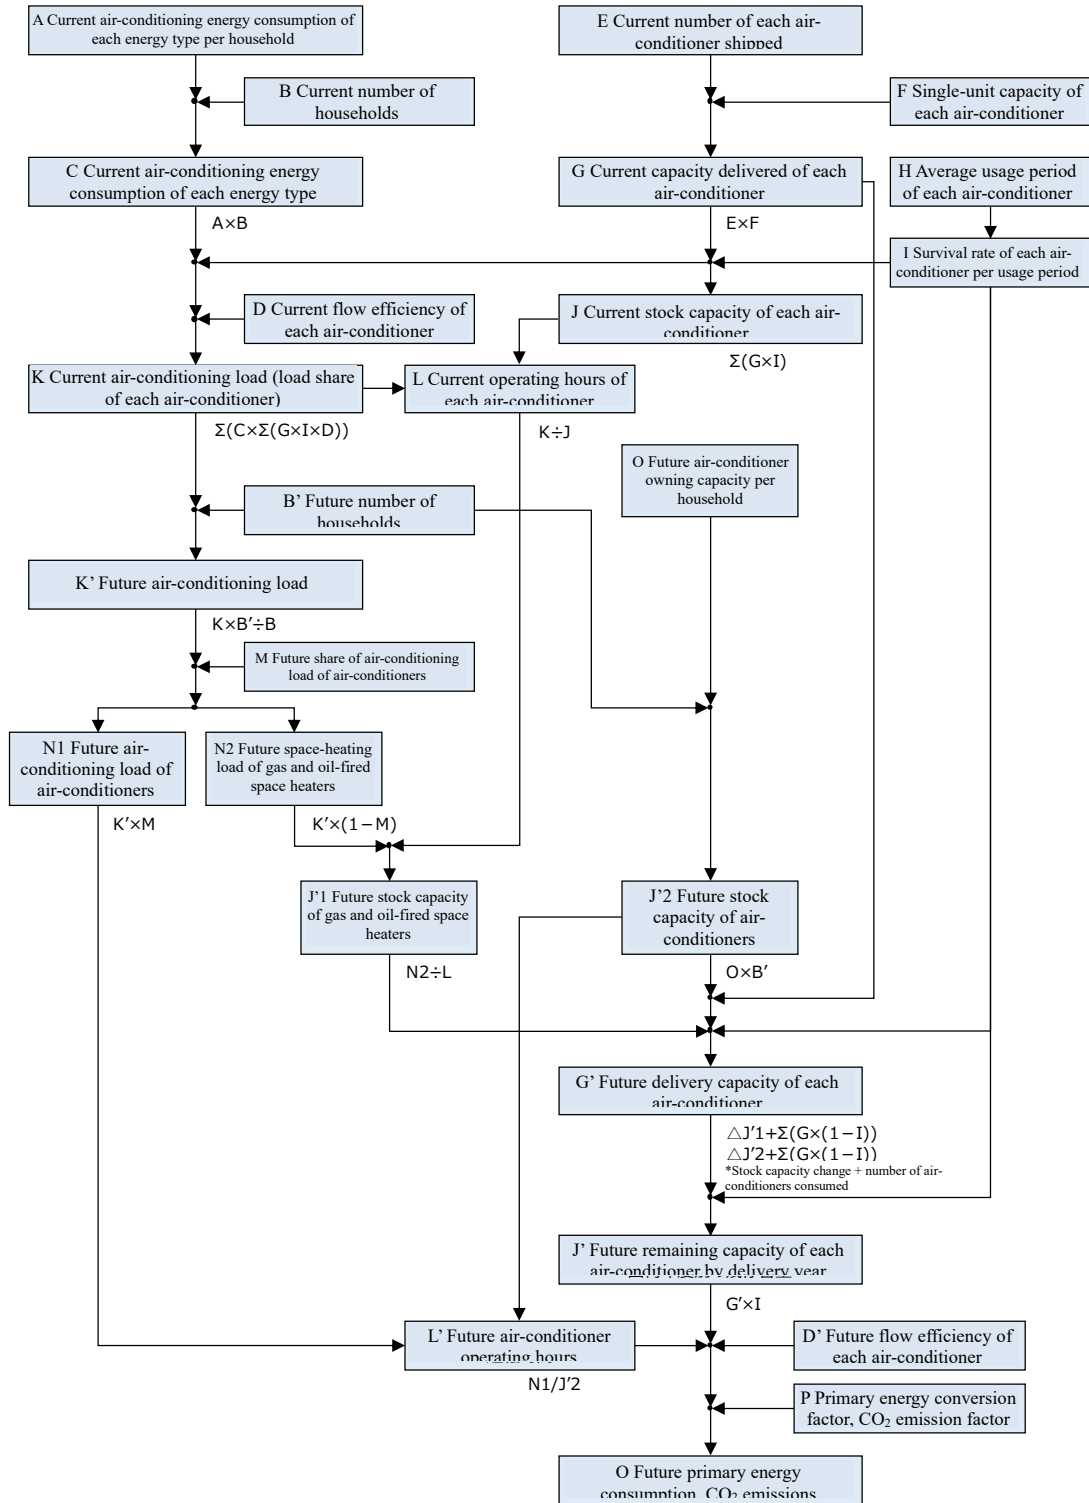 A Current air-conditioning energy consumption of
each energy type per household
E Current number of each air-
conditioner shipped
B Current number of
households
F Single-unit capacity of
each air-conditioner
C Current air-conditioning energy
consumption of each energy type
G Current capacity delivered of each
air-conditioner
H Average usage period
of each air-conditioner
A×B
E×F
I Survival rate of each air-
conditioner per usage period
D Current flow efficiency of
each air-conditioner
J Current stock capacity of each air-
conditioner
Σ(G×I)
K Current air-conditioning load (load share
of each air-conditioner)
L Current operating hours of
each air-conditioner
Σ(C×Σ(G×I×D))
K÷J
O Future air-conditioner
owning capacity per
household
B' Future number of
households
K' Future air-conditioning load
K×B'÷B
M Future share of air-conditioning
load of air-conditioners
N1 Future air-
conditioning load of
air-conditioners
N2 Future space-heating
load of gas and oil-fired
space heaters
K'×M
K'×(1−M)
J'1 Future stock capacity
of gas and oil-fired space
heaters
J'2 Future stock
capacity of air-
conditioners
N2÷L
O×B'
G' Future delivery capacity of each
air-conditioner
△J'1+Σ(G×(1−I))
△J'2+Σ(G×(1−I))
*Stock capacity change + number of air-
conditioners consumed
J' Future remaining capacity of each
air-conditioner by delivery year
G'×I
L' Future air-conditioner
operating hours
D' Future flow efficiency of
each air-conditioner
N1/J'2
P Primary energy conversion
factor, CO₂ emission factor
O Future primary energy
consumption, CO₂ emissions